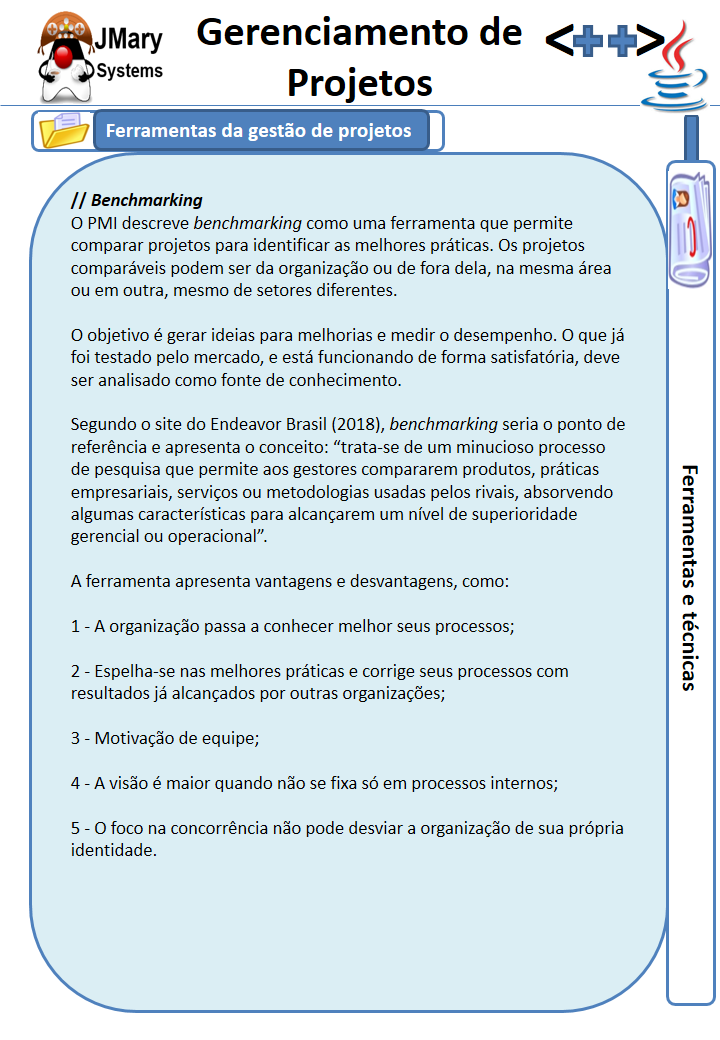 JMary
Systems
Gerenciamento de
Projetos
<++>
Ferramentas da gestão de projetos
// Benchmarking
O PMI descreve benchmarking como uma ferramenta que permite
comparar projetos para identificar as melhores práticas. Os projetos
comparáveis podem ser da organização ou de fora dela, na mesma área
ou em outra, mesmo de setores diferentes.
O objetivo é gerar ideias para melhorias e medir o desempenho. O que já
foi testado pelo mercado, e está funcionando de forma satisfatória, deve
ser analisado como fonte de conhecimento.
Segundo o site do Endeavor Brasil (2018), benchmarking seria o ponto de
referência e apresenta o conceito: “trata-se de um minucioso processo
de pesquisa que permite aos gestores compararem produtos, práticas
empresariais, serviços ou metodologias usadas pelos rivais, absorvendo
algumas características para alcançarem um nível de superioridade
gerencial ou operacional”.
A ferramenta apresenta vantagens e desvantagens, como:
1 - A organização passa a conhecer melhor seus processos;
2 - Espelha-se nas melhores práticas e corrige seus processos com
resultados já alcançados por outras organizações;
3 - Motivação de equipe;
4 - A visão é maior quando não se fixa só em processos internos;
5 - O foco na concorrência não pode desviar a organização de sua própria
identidade.
Ferramentas e técnicas